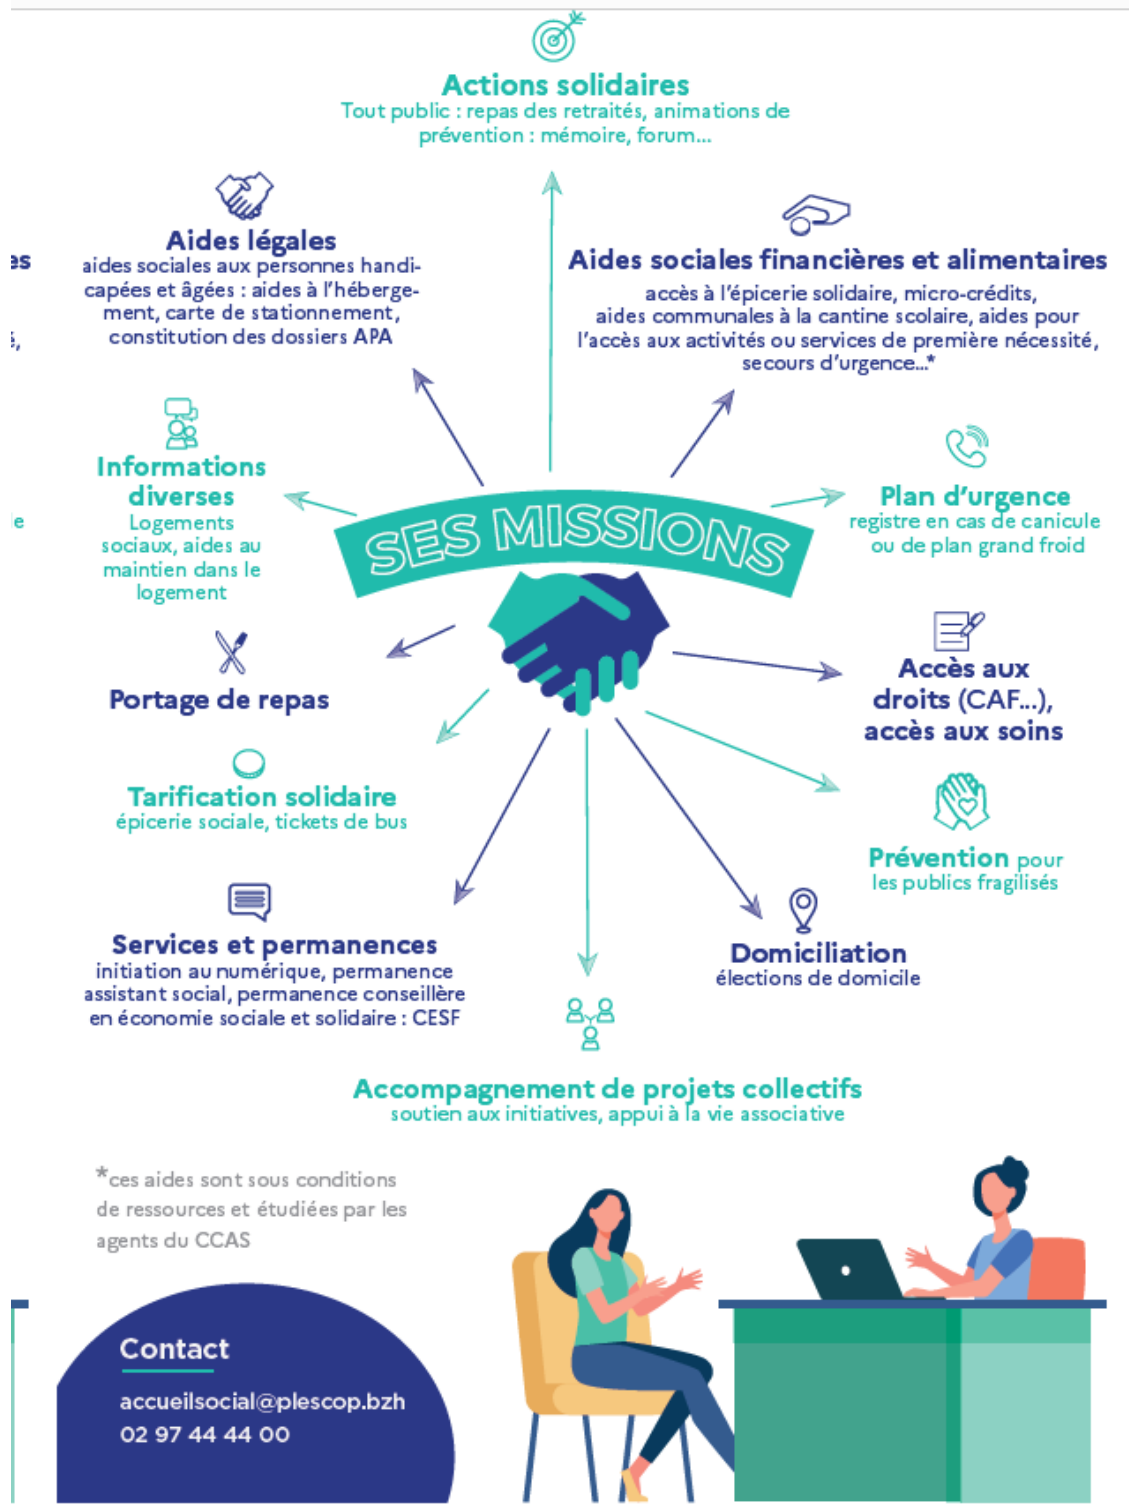 Actions solidaires
Tout public : repas des retraités, animations de
prévention : mémoire, forum...
Aides légales
aides sociales aux personnes handi-
capées et âgées : aides à l'héberge-
ment, carte de stationnement,
constitution des dossiers APA
Aides sociales financières et alimentaires
accès à l'épicerie solidaire, micro-crédits,
aides communales à la cantine scolaire, aides pour
l'accès aux activités ou services de première nécessité,
secours d'urgence...*
Informations
diverses
Logements
sociaux, aides au
maintien dans le
logement
Plan d'urgence
registre en cas de canicule
ou de plan grand froid
SES MISSIONS
Portage de repas
Accès aux
droits (CAF...),
accès aux soins
Tarification solidaire
épicerie sociale, tickets de bus
Prévention pour
les publics fragilisés
Services et permanences
initiation au numérique, permanence
assistant social, permanence conseillère
en économie sociale et solidaire : CESF
Domiciliation
élections de domicile
Accompagnement de projets collectifs
soutien aux initiatives, appui à la vie associative
*ces aides sont sous conditions
de ressources et étudiées par les
agents du CCAS
Contact
accueilsocial@plescop.bzh
02 97 44 44 00